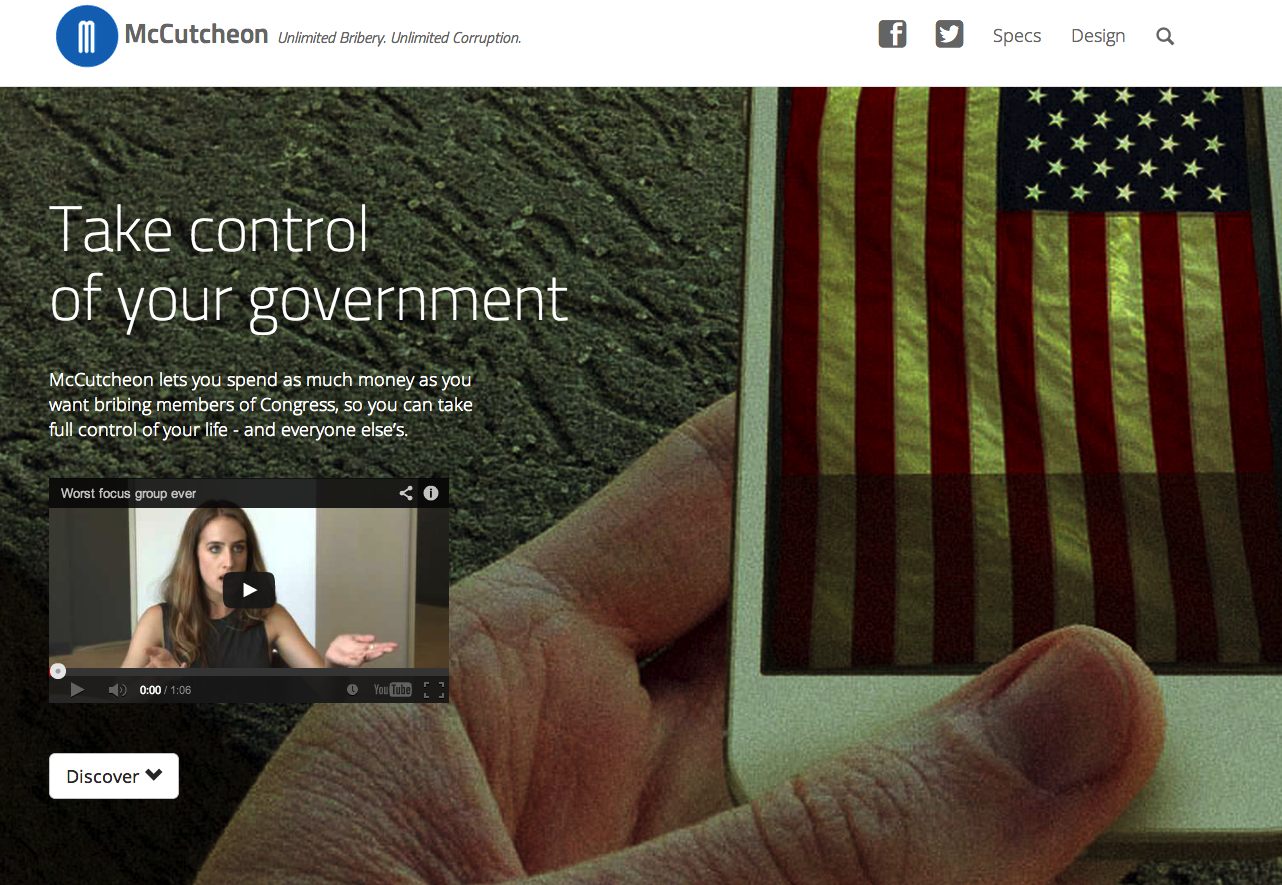 McCutcheon Unlimited Bribery. Unlimited Corruption.
Specs Design
Take control
of your government
McCutcheon lets you spend as much money as you
want bribing members of Congress, so you can take
full control of your life - and everyone else's.
Worst focus group ever
0:00 / 1:06
YouTube
Discover